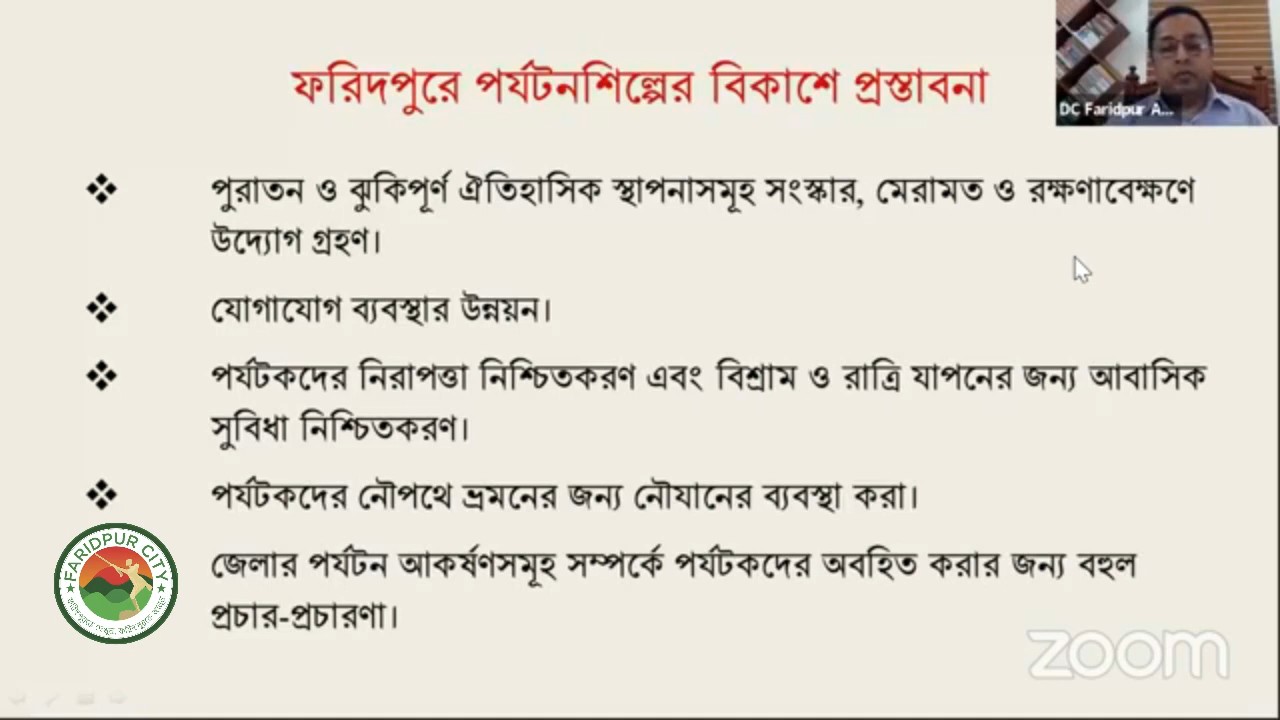 ফরিদপুরে পর্যটনশিল্পের বিকাশে প্রস্তাবনা
DC Faridpur A...
পুরাতন ও ঝুকিপূর্ণ ঐতিহাসিক স্থাপনাসমূহ সংস্কার, মেরামত ও রক্ষণাবেক্ষণে
উদ্যোগ গ্রহণ।
যোগাযোগ ব্যবস্থার উন্নয়ন।
পর্যটকদের নিরাপত্তা নিশ্চিতকরণ এবং বিশ্রাম ও রাত্রি যাপনের জন্য আবাসিক
সুবিধা নিশ্চিতকরণ।
পর্যটকদের নৌপথে ভ্রমনের জন্য নৌযানের ব্যবস্থা করা।
জেলার পর্যটন আকর্ষণসমূহ সম্পর্কে পর্যটকদের অবহিত করার জন্য বহুল
প্রচার-প্রচারণা।
FARIDPUR CITY
zoom